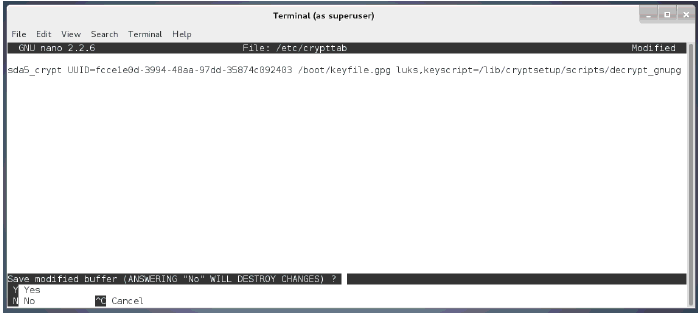 Terminal (as superuser)
File Edit View Search Terminal Help
GNU nano 2.2.6 File: /etc/crypttab Modified
sda5_crypt UUID=fcce1e0d-3994-48aa-97dd-35874c092403 /boot/keyfile.gpg luks,keyscript=/lib/cryptsetup/scripts/decrypt_gnupg
Save modified buffer (ANSWERING "No" WILL DESTROY CHANGES) ?
Y Yes
N No ^C Cancel